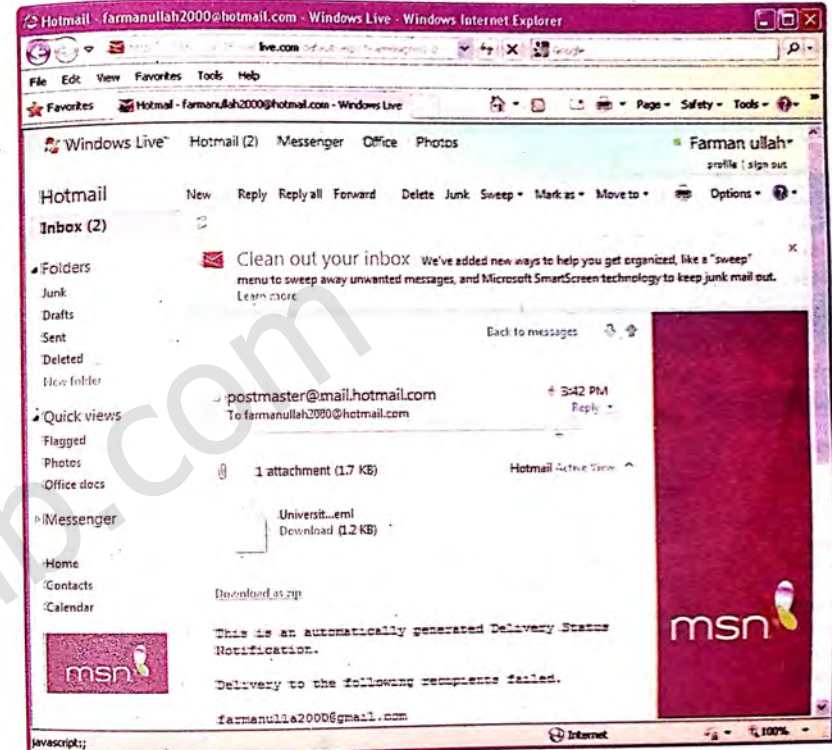 Hotmail - farmanullah2000@hotmail.com - Windows Live - Windows Internet Explorer
live.com
File Edit View Favorites Tools Help
Favorites Hotmail - farmanullah2000@hotmail.com - Windows Live Page Safety Tools
Windows Live Hotmail (2) Messenger Office Photos Farman ullah
profile | sign out
Hotmail New Reply Reply all Forward Delete Junk Sweep Mark as Move to Options
Inbox (2)
Clean out your inbox We've added new ways to help you get organized, like a "sweep"
menu to sweep away unwanted messages, and Microsoft SmartScreen technology to keep junk mail out.
Learn more
Folders
Junk
Drafts
Sent
Deleted
New folder
Back to messages
postmaster@mail.hotmail.com 3:42 PM
To farmanullah2000@hotmail.com Reply
Quick views
Flagged
Photos
Office docs
1 attachment (1.7 KB) Hotmail Active View
Messenger
Universit...eml
Download (1.2 KB)
Home
Contacts
Calendar
Download as zip
This is an automatically generated Delivery Status
Notification.
Delivery to the following recipients failed.
farmanulla2000@gmail.com
msn
msn
javascript:; Internet 100%
.com